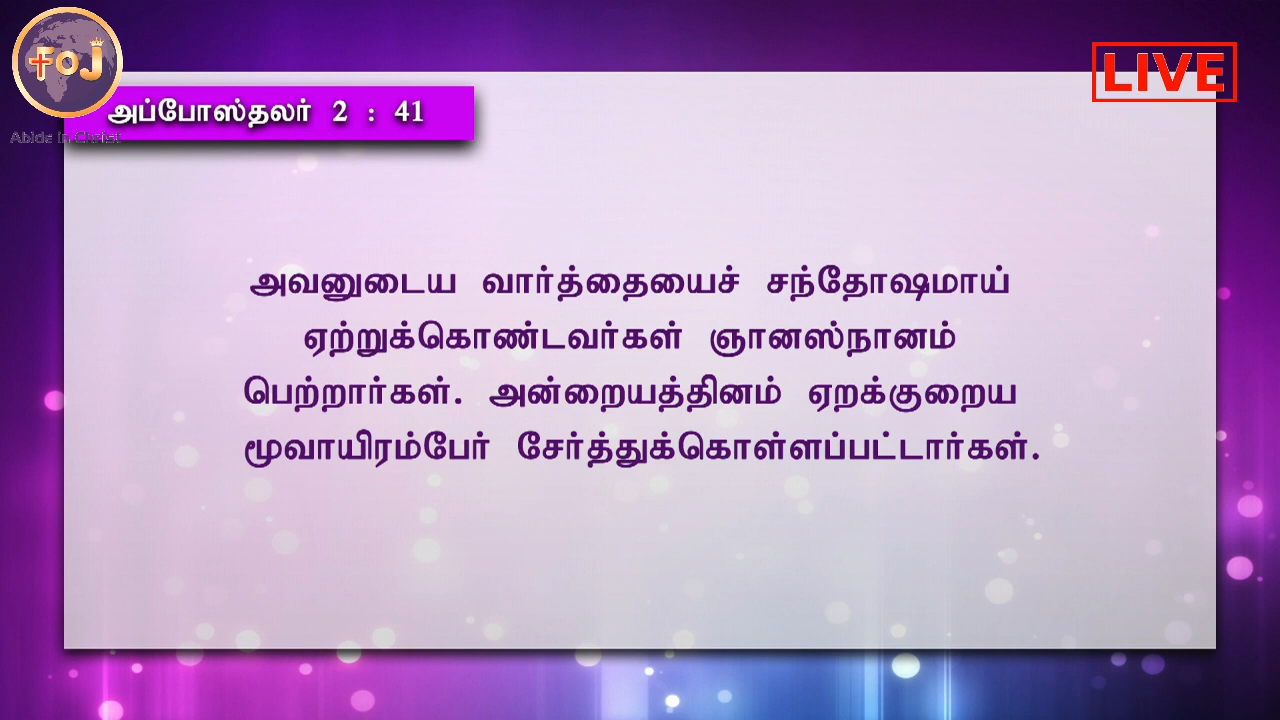 FOJ
LIVE
அப்போஸ்தலர் 2 : 41
Abide in Christ
அவனுடைய வார்த்தையைச் சந்தோஷமாய்
ஏற்றுக்கொண்டவர்கள் ஞானஸ்நானம்
பெற்றார்கள். அன்றையத்தினம் ஏறக்குறைய
மூவாயிரம்பேர் சேர்த்துக்கொள்ளப்பட்டார்கள்.